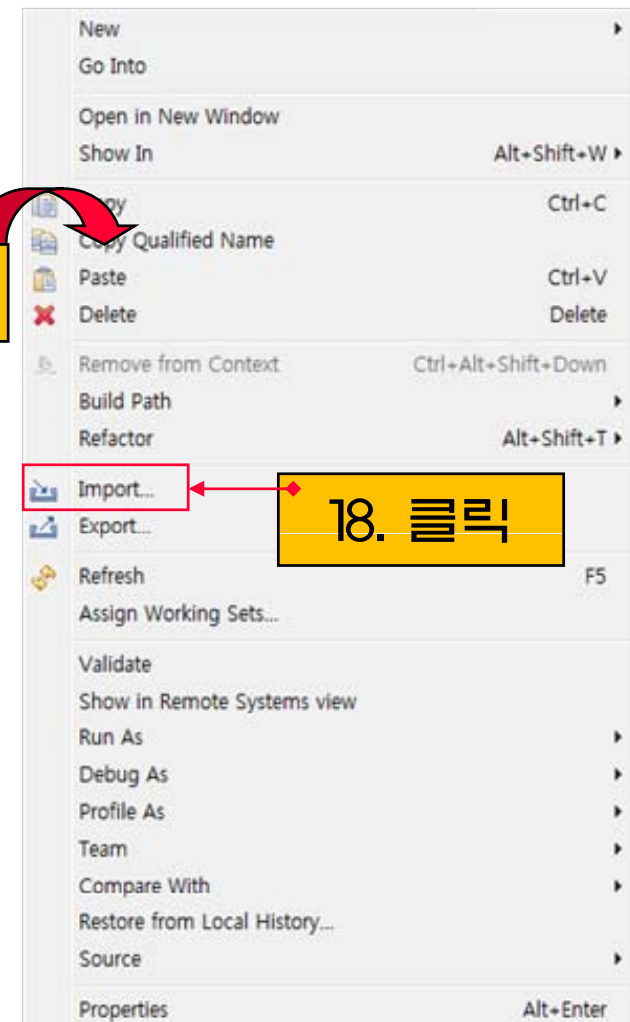 New
Go Into
Open in New Window
Show In Alt+Shift+W
Ctrl+C
Copy Qualified Name
Paste Ctrl+V
Delete Delete
Remove from Context Ctrl+Alt+Shift+Down
Build Path
Refactor Alt+Shift+T
Import...
18. 클릭
Export...
Refresh F5
Assign Working Sets...
Validate
Show in Remote Systems view
Run As
Debug As
Profile As
Team
Compare With
Restore from Local History...
Source
Properties Alt+Enter